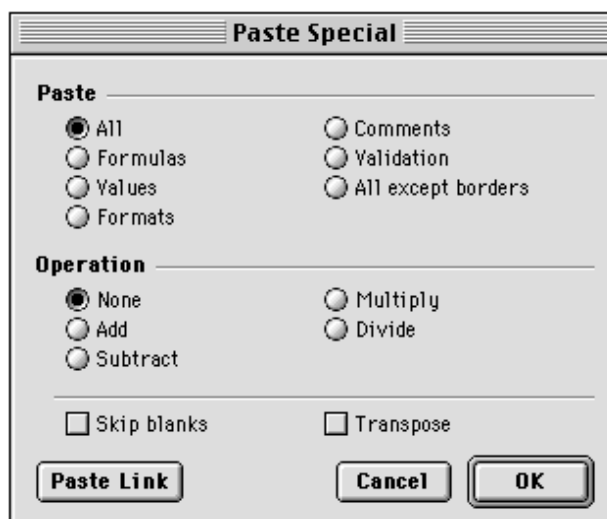 Paste Special
Paste
All Comments
Formulas Validation
Values All except borders
Formats
Operation
None Multiply
Add Divide
Subtract
Skip blanks Transpose
Paste Link Cancel OK